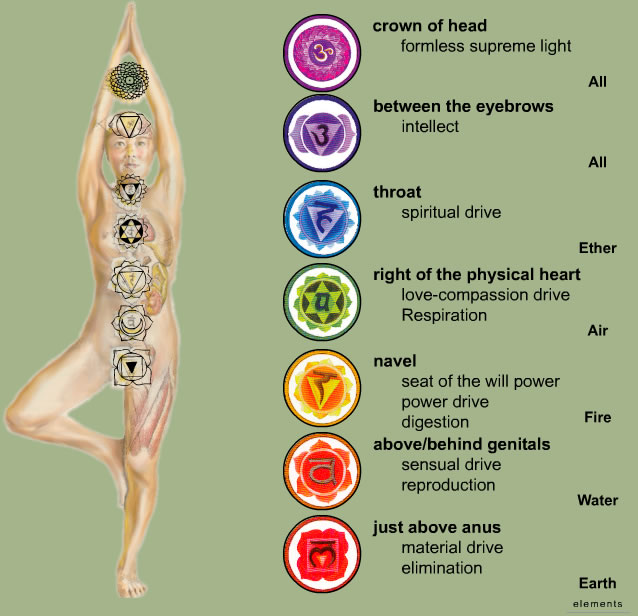 crown of head
formless supreme light
All
between the eyebrows
intellect
All
throat
spiritual drive
Ether
right of the physical heart
love-compassion drive
Respiration
Air
navel
seat of the will power
power drive
digestion
Fire
above/behind genitals
sensual drive
reproduction
Water
just above anus
material drive
elimination
Earth
elements